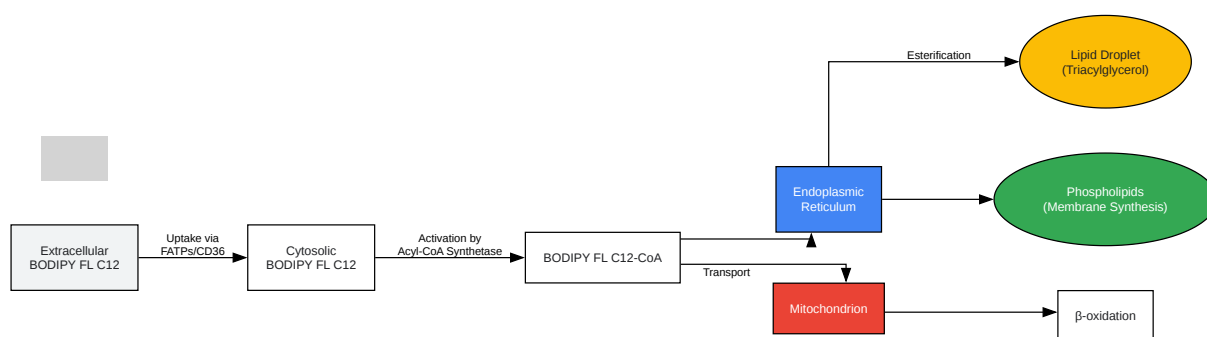 Esterification
Lipid Droplet
(Triacylglycerol)
Endoplasmic
Reticulum
Phospholipids
(Membrane Synthesis)
Extracellular
BODIPY FL C12
Uptake via
FATPs/CD36
Cytosolic
BODIPY FL C12
Activation by
Acyl-CoA Synthetase
BODIPY FL C12-CoA
Transport
Mitochondrion
β-oxidation